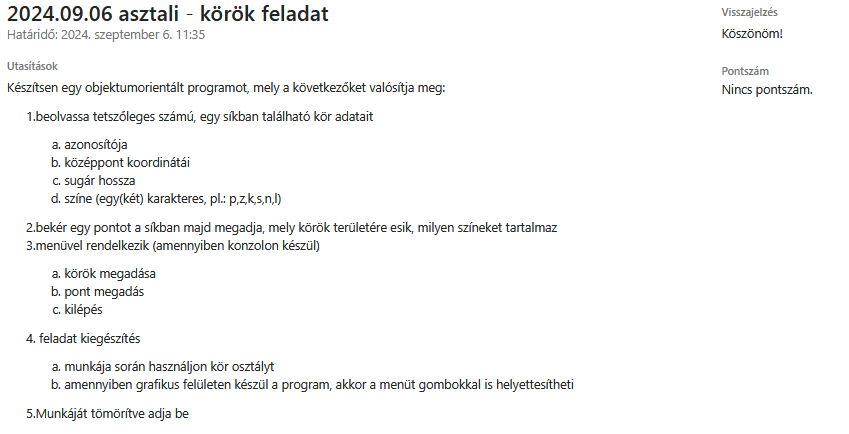 2024.09.06 asztali - körök feladat
Határidő: 2024. szeptember 6. 11:35
Utasítások
Készítsen egy objektumorientált programot, mely a következőket valósítja meg:
1.beolvassa tetszőleges számú, egy síkban található kör adatait
a. azonosítója
b. középpont koordinátái
c. sugár hossza
d. színe (egy(két) karakteres, pl.: p,z,k,s,n,l)
2.bekér egy pontot a síkban majd megadja, mely körök területére esik, milyen színeket tartalmaz
3.menüvel rendelkezik (amennyiben konzolon készül)
a. körök megadása
b. pont megadás
c. kilépés
4. feladat kiegészítés
a. munkája során használjon kör osztályt
b. amennyiben grafikus felületen készül a program, akkor a menüt gombokkal is helyettesítheti
5.Munkáját tömörítve adja be
Visszajelzés
Köszönöm!
Pontszám
Nincs pontszám.